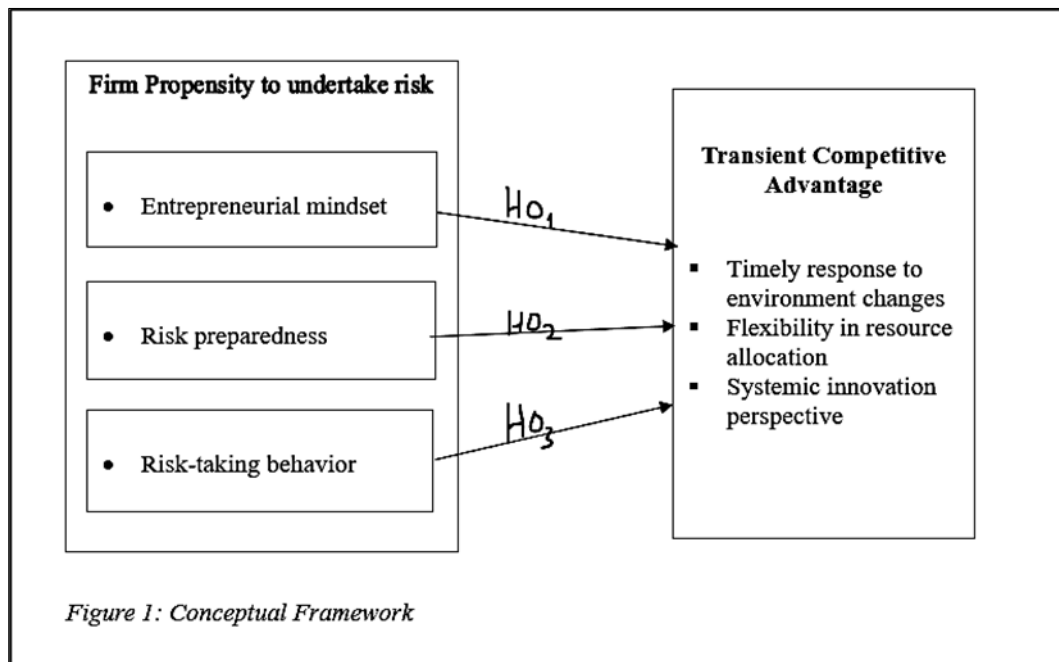 Firm Propensity to undertake risk
• Entrepreneurial mindset
• Risk preparedness
• Risk-taking behavior
HO₁
HO₂
HO₃
Transient Competitive
Advantage
▪ Timely response to
environment changes
▪ Flexibility in resource
allocation
▪ Systemic innovation
perspective
Figure 1: Conceptual Framework